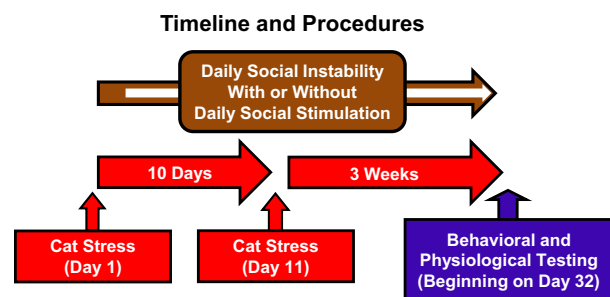 Timeline and Procedures
Daily Social Instability
With or Without
Daily Social Stimulation
10 Days
3 Weeks
Cat Stress
(Day 1)
Cat Stress
(Day 11)
Behavioral and
Physiological Testing
(Beginning on Day 32)